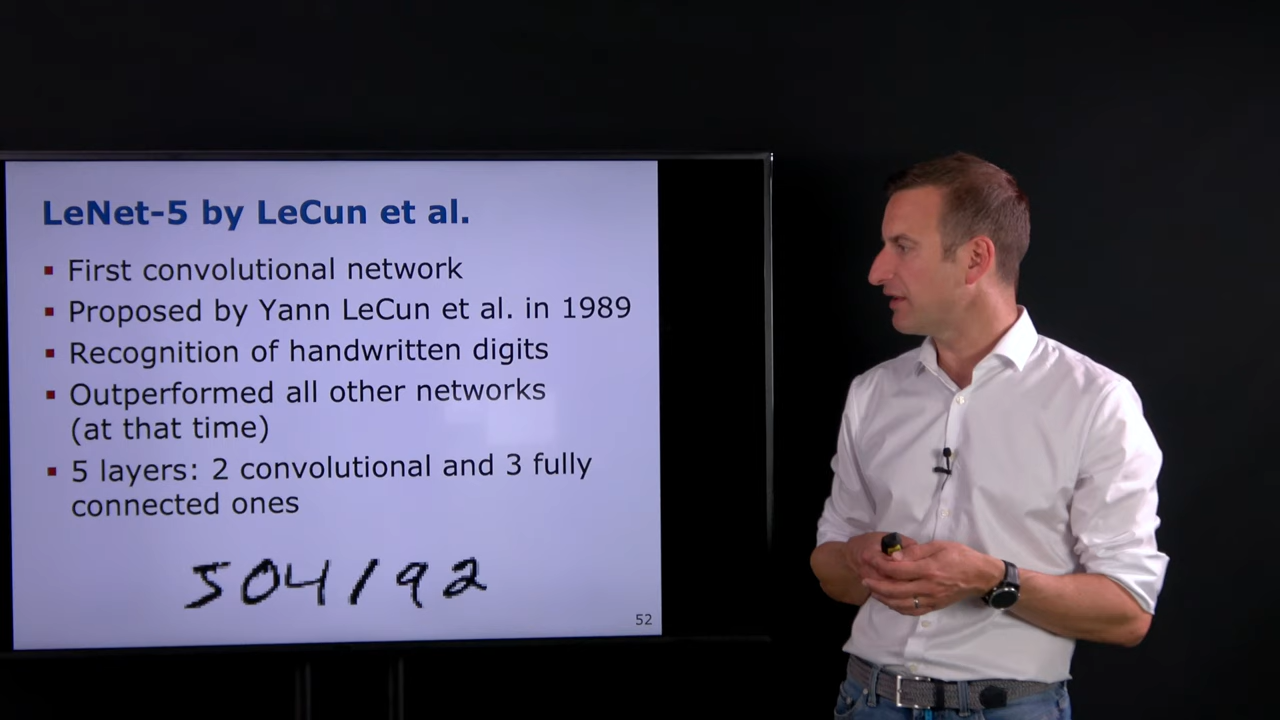 LeNet-5 by LeCun et al.
▪ First convolutional network
▪ Proposed by Yann LeCun et al. in 1989
▪ Recognition of handwritten digits
▪ Outperformed all other networks
(at that time)
▪ 5 layers: 2 convolutional and 3 fully
connected ones
504192
52